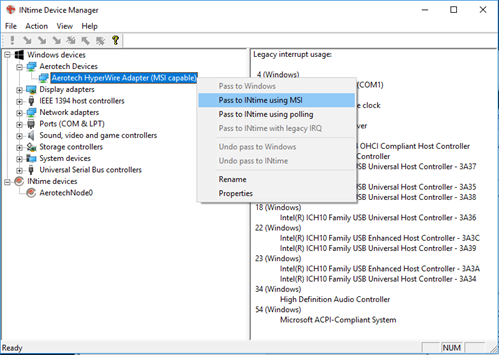 INtime Device Manager
File Action View Help
Windows devices
Aerotech Devices
Aerotech HyperWire Adapter (MSI capable)
Display adapters
IEEE 1394 host controllers
Network adapters
Ports (COM & LPT)
Sound, video and game controllers
Storage controllers
System devices
Universal Serial Bus controllers
INtime devices
AerotechNode0
Pass to Windows
Pass to INtime using MSI
Pass to INtime using polling
Pass to INtime with legacy IRQ
Undo pass to Windows
Undo pass to INtime
Rename
Properties
Legacy interrupt usage:
4 (Windows)
(COM1)
e clock
ver
OHCI Compliant Host Controller
Host Controller
Universal Host Controller - 3A37
Universal Host Controller - 3A35
Universal Host Controller - 3A38
Universal Host Controller - 3A36
18 (Windows)
Intel(R) ICH10 Family USB Universal Host Controller - 3A36
22 (Windows)
Intel(R) ICH10 Family USB Enhanced Host Controller - 3A3C
Intel(R) ICH10 Family USB Universal Host Controller - 3A39
23 (Windows)
Intel(R) ICH10 Family USB Enhanced Host Controller - 3A3A
Intel(R) ICH10 Family USB Universal Host Controller - 3A34
34 (Windows)
High Definition Audio Controller
54 (Windows)
Microsoft ACPI-Compliant System
Ready
NUM